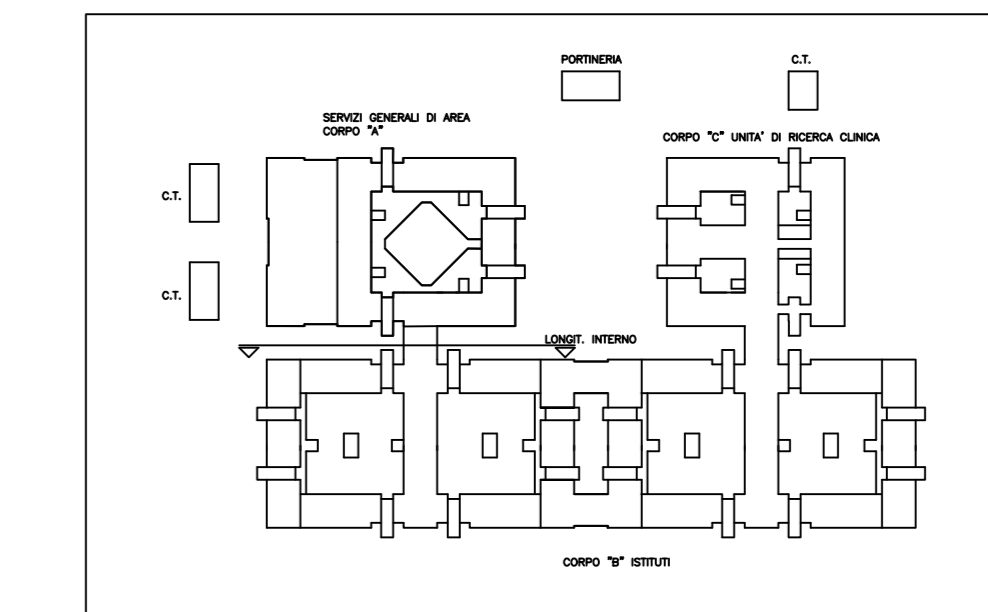 PORTINERIA
C.T.
SERVIZI GENERALI DI AREA
CORPO "A"
CORPO "C" UNITA' DI RICERCA CLINICA
C.T.
C.T.
LONGIT. INTERNO
CORPO "B" ISTITUTI